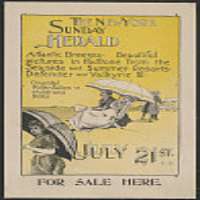 THE NEW YORK
SUNDAY
HERALD
Atlantic Breezes- Beautiful
pictures in Halftone from the
Seaside and Summer Resorts.
Defender and Valkyrie III
JULY 21ST.
FOR SALE HERE.